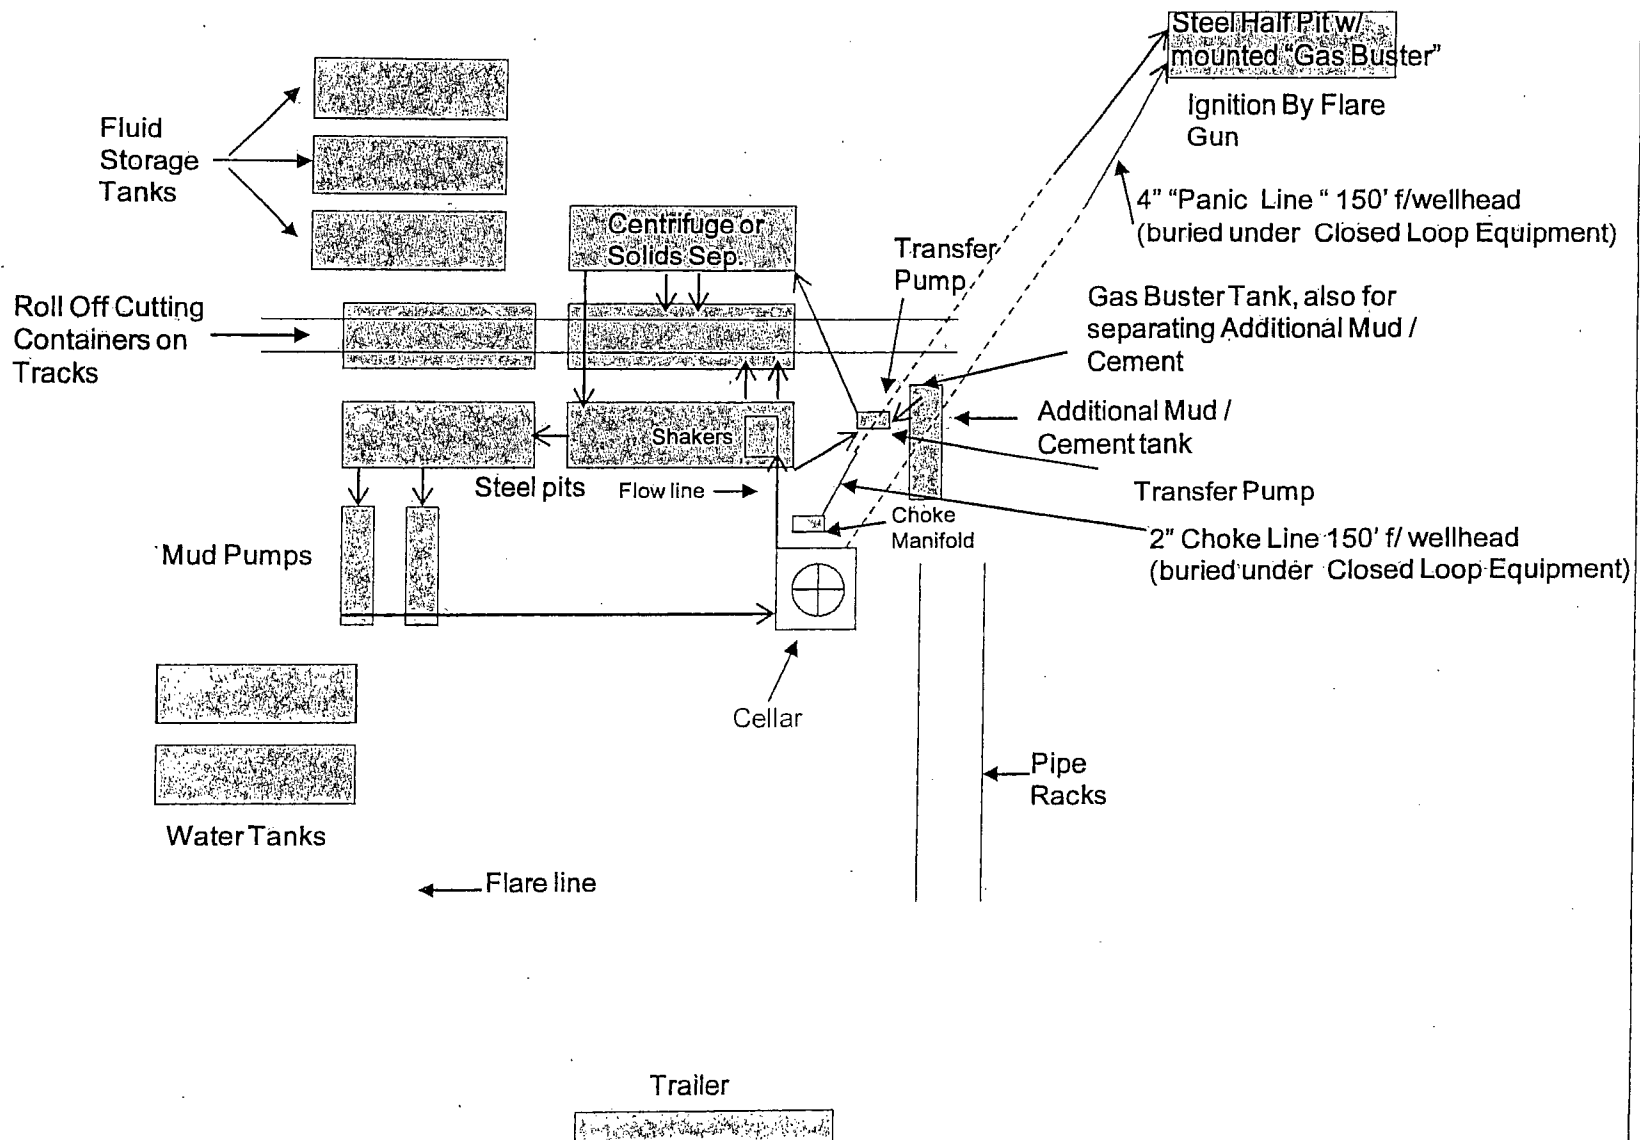 Steel Half Pit w/
mounted “Gas Buster”
Ignition By Flare
Gun
Fluid
Storage
Tanks
4” “Panic Line “ 150’ f/wellhead
(buried under Closed Loop Equipment)
Centrifuge or
Solids Sep.
Transfer
Pump
Gas Buster Tank, also for
separating Additional Mud /
Cement
Roll Off Cutting
Containers on
Tracks
Additional Mud /
Cement tank
Shakers
Steel pits
Flow line
Transfer Pump
Choke
Manifold
2” Choke Line 150’ f/ wellhead
(buried under Closed Loop Equipment)
Mud Pumps
Cellar
Pipe
Racks
Water Tanks
Flare line
Trailer